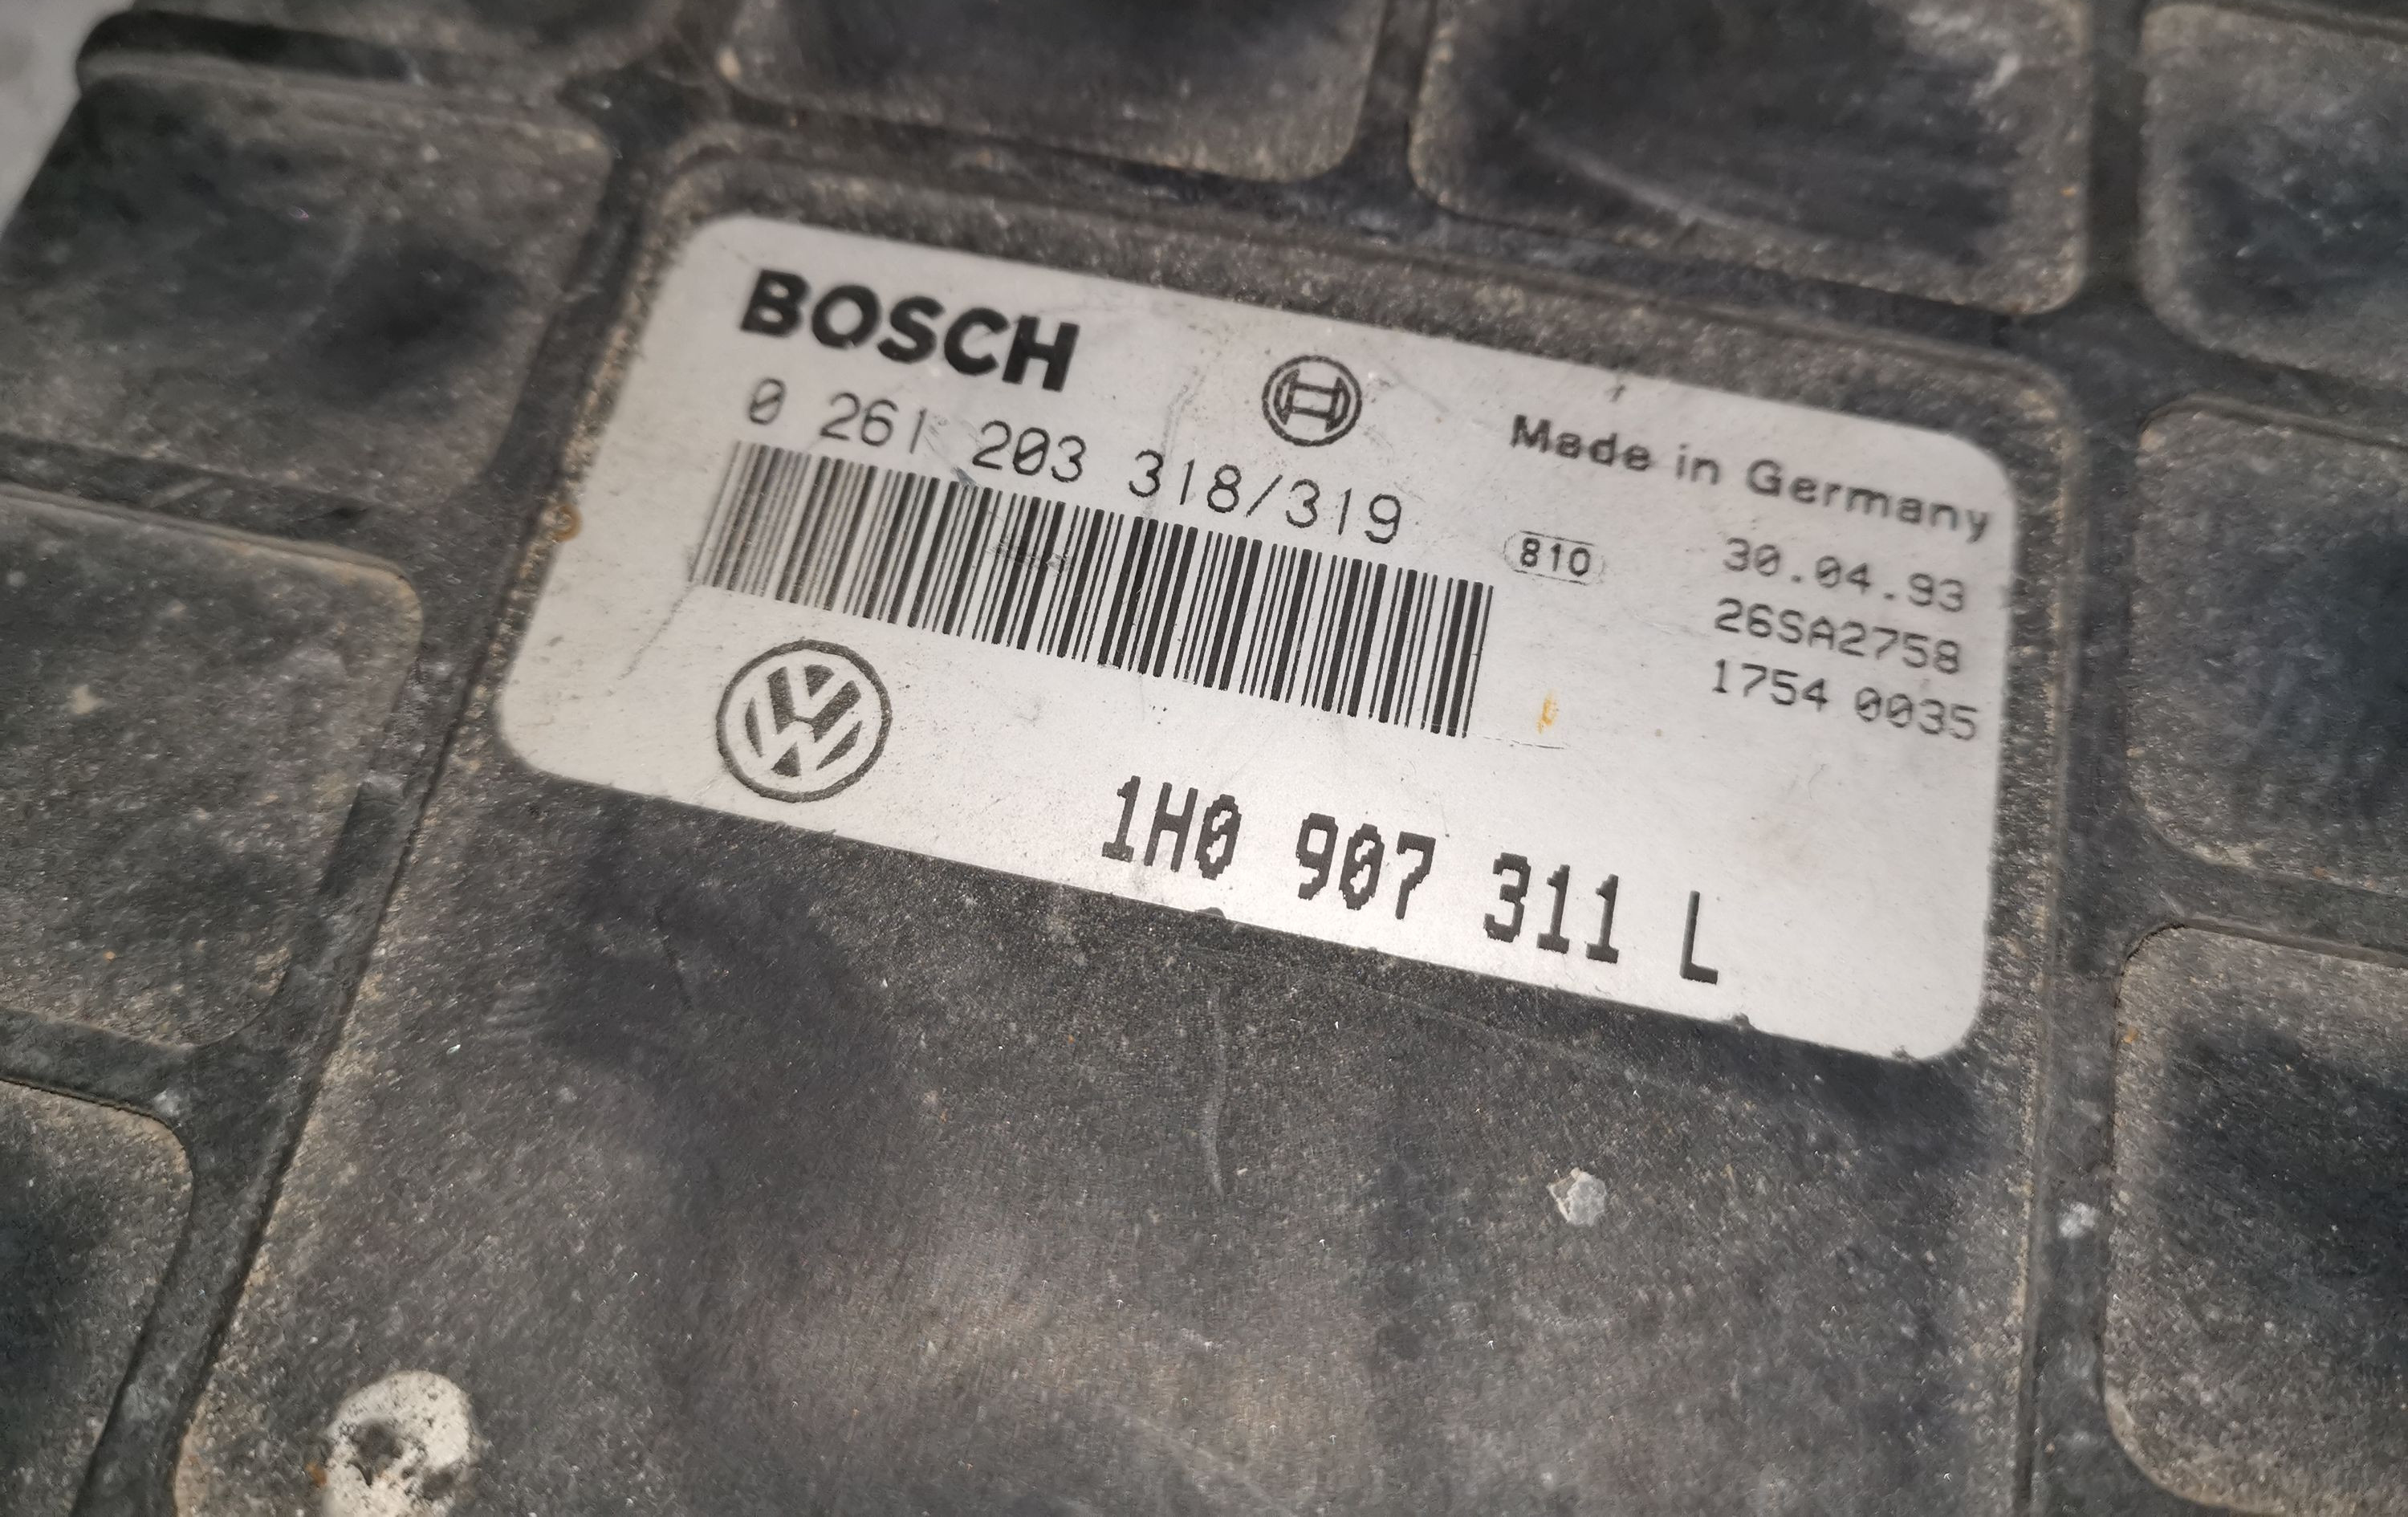 BOSCH
Made in Germany
0 261 203 318/319
810
30.04.93
26SA2758
1754 0035
1H0 907 311 L